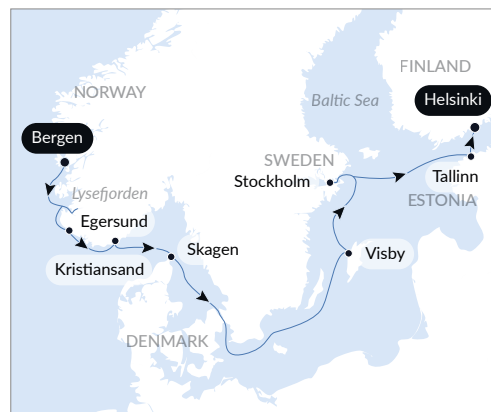 FINLAND
NORWAY
Helsinki
Baltic Sea
Bergen
SWEDEN
Tallinn
Stockholm
Lysefjorden
ESTONIA
Egersund
Skagen
Visby
Kristiansand
DENMARK